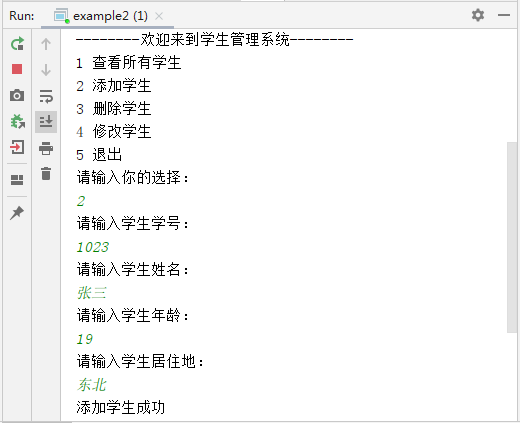 Run: example2 (1)
--------欢迎来到学生管理系统--------
1 查看所有学生
2 添加学生
3 删除学生
4 修改学生
5 退出
请输入你的选择：
2
请输入学生学号：
1023
请输入学生姓名：
张三
请输入学生年龄：
19
请输入学生居住地：
东北
添加学生成功